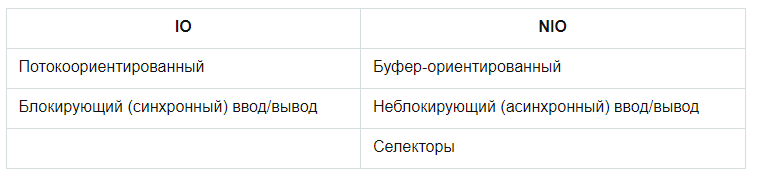 IO NIO
Потокоориентированный Буфер-ориентированный
Блокирующий (синхронный) ввод/вывод Неблокирующий (асинхронный) ввод/вывод
Селекторы